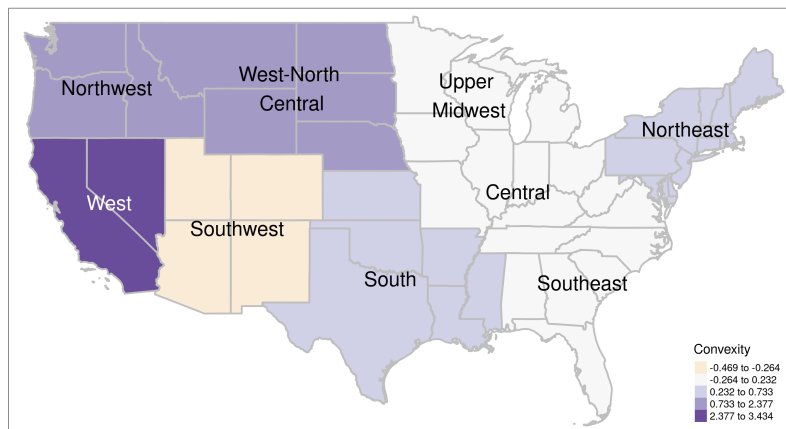 West-North
Central
Northwest
Upper
Midwest
Northeast
West
Central
Southwest
South
Southeast
Convexity
-0.469 to -0.264
-0.264 to 0.232
0.232 to 0.733
0.733 to 2.377
2.377 to 3.434